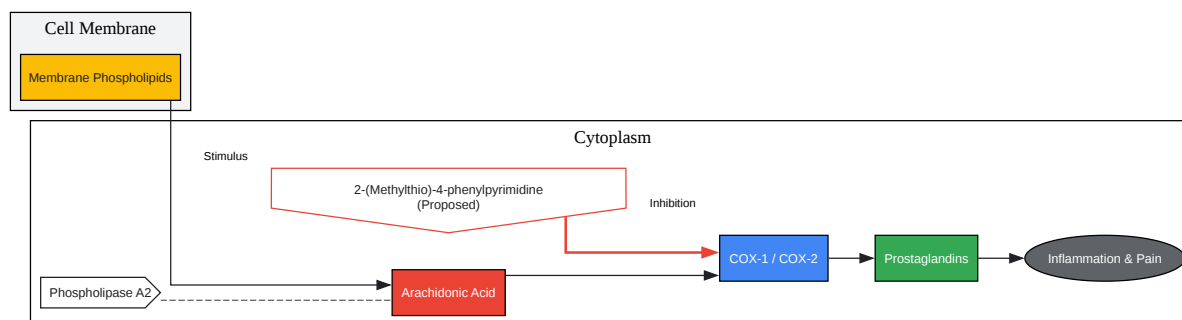 Cell Membrane
Membrane Phospholipids
Cytoplasm
Stimulus
2-(Methylthio)-4-phenylpyrimidine
(Proposed)
Inhibition
COX-1 / COX-2
Prostaglandins
Inflammation & Pain
Phospholipase A2
Arachidonic Acid